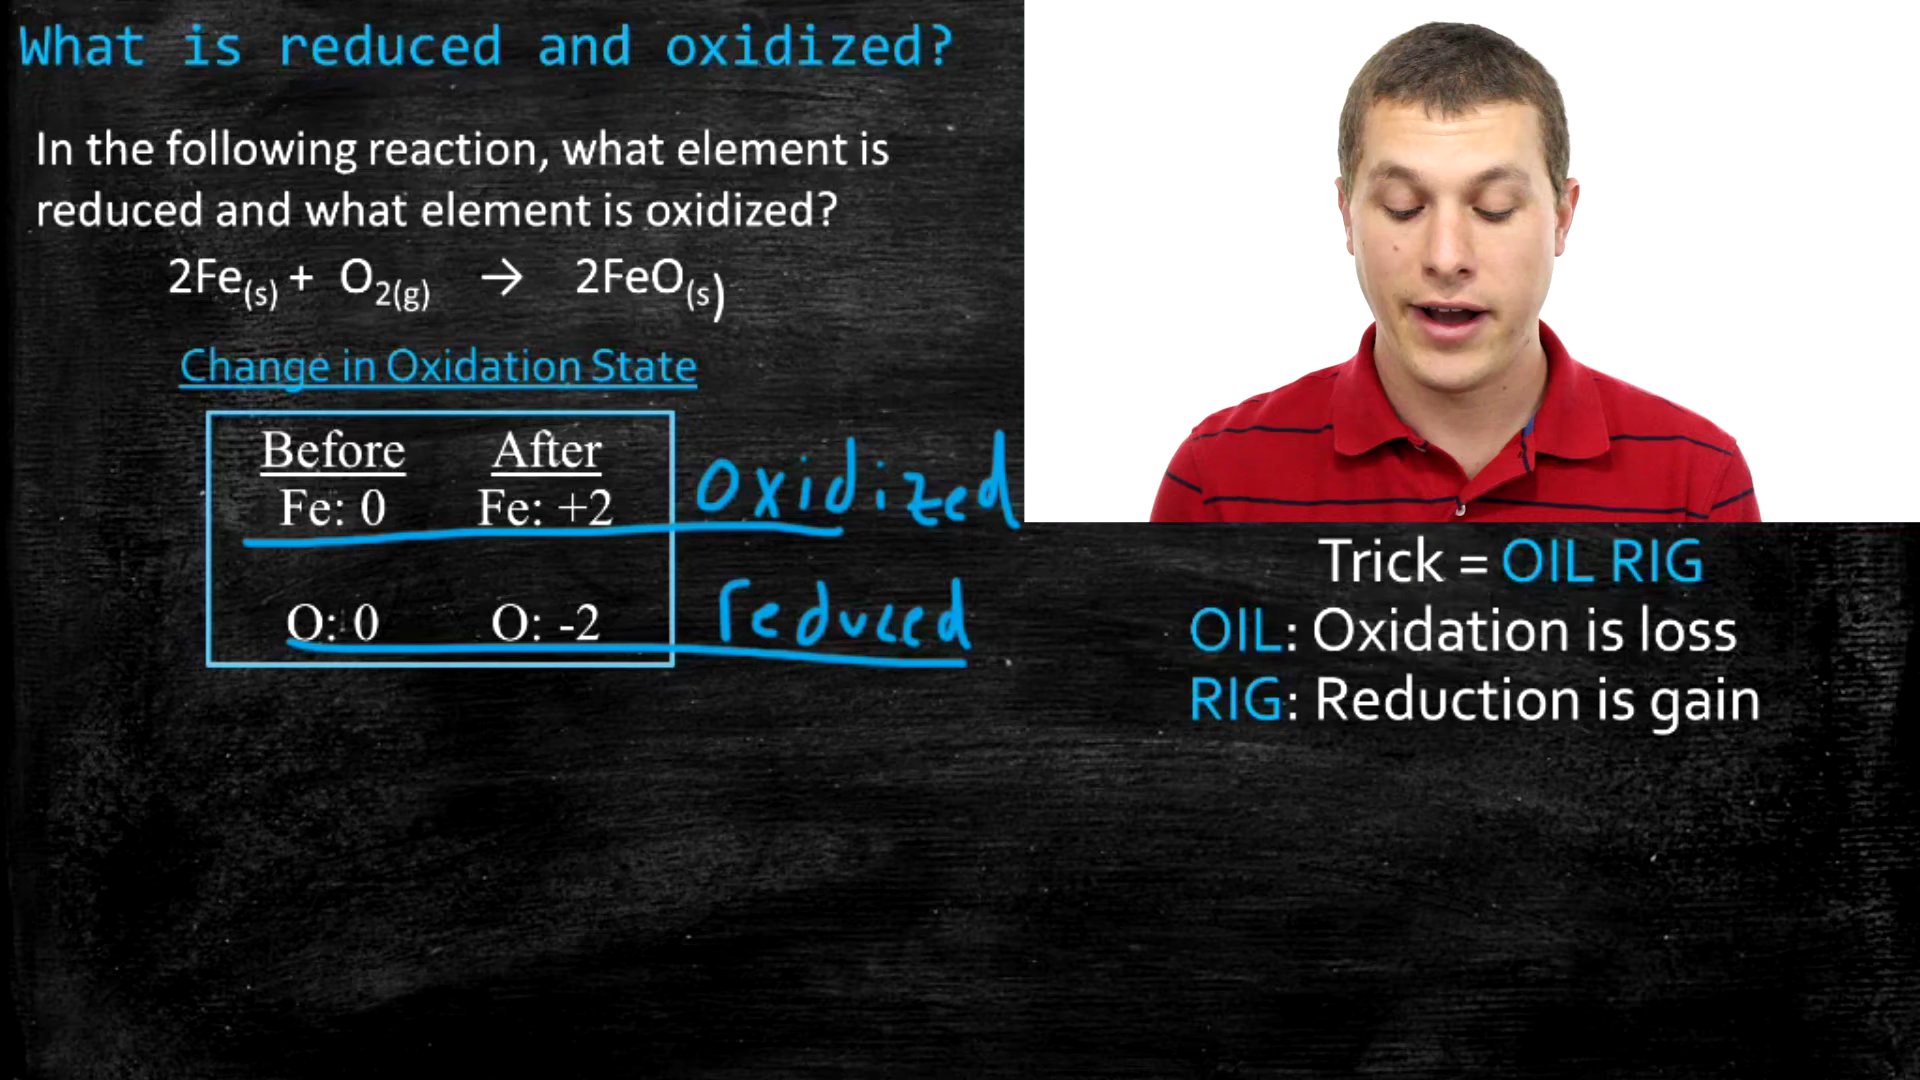 What is reduced and oxidized?
In the following reaction, what element is
reduced and what element is oxidized?
2Fe(s) + O2(g) → 2FeO(s)
Change in Oxidation State
Before After
Fe: 0 Fe: +2 oxidized
O: 0 O: -2 reduced
Trick = OIL RIG
OIL: Oxidation is loss
RIG: Reduction is gain